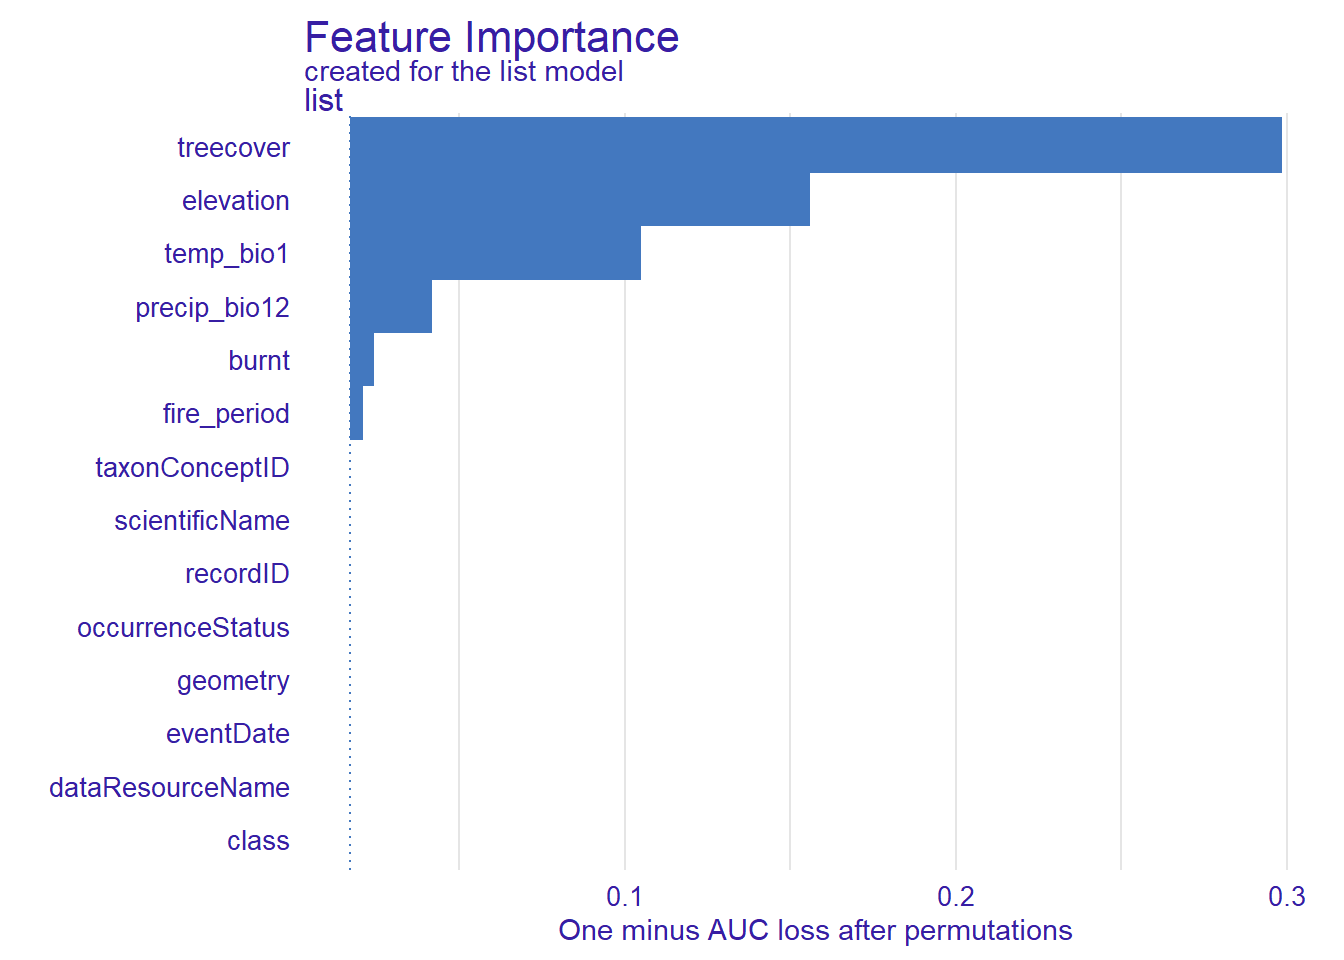 Feature Importance
created for the list model
list
treecover
elevation
temp_bio1
precip_bio12
burnt
fire_period
taxonConceptID
scientificName
recordID
occurrenceStatus
geometry
eventDate
dataResourceName
class
0.1 0.2 0.3
One minus AUC loss after permutations